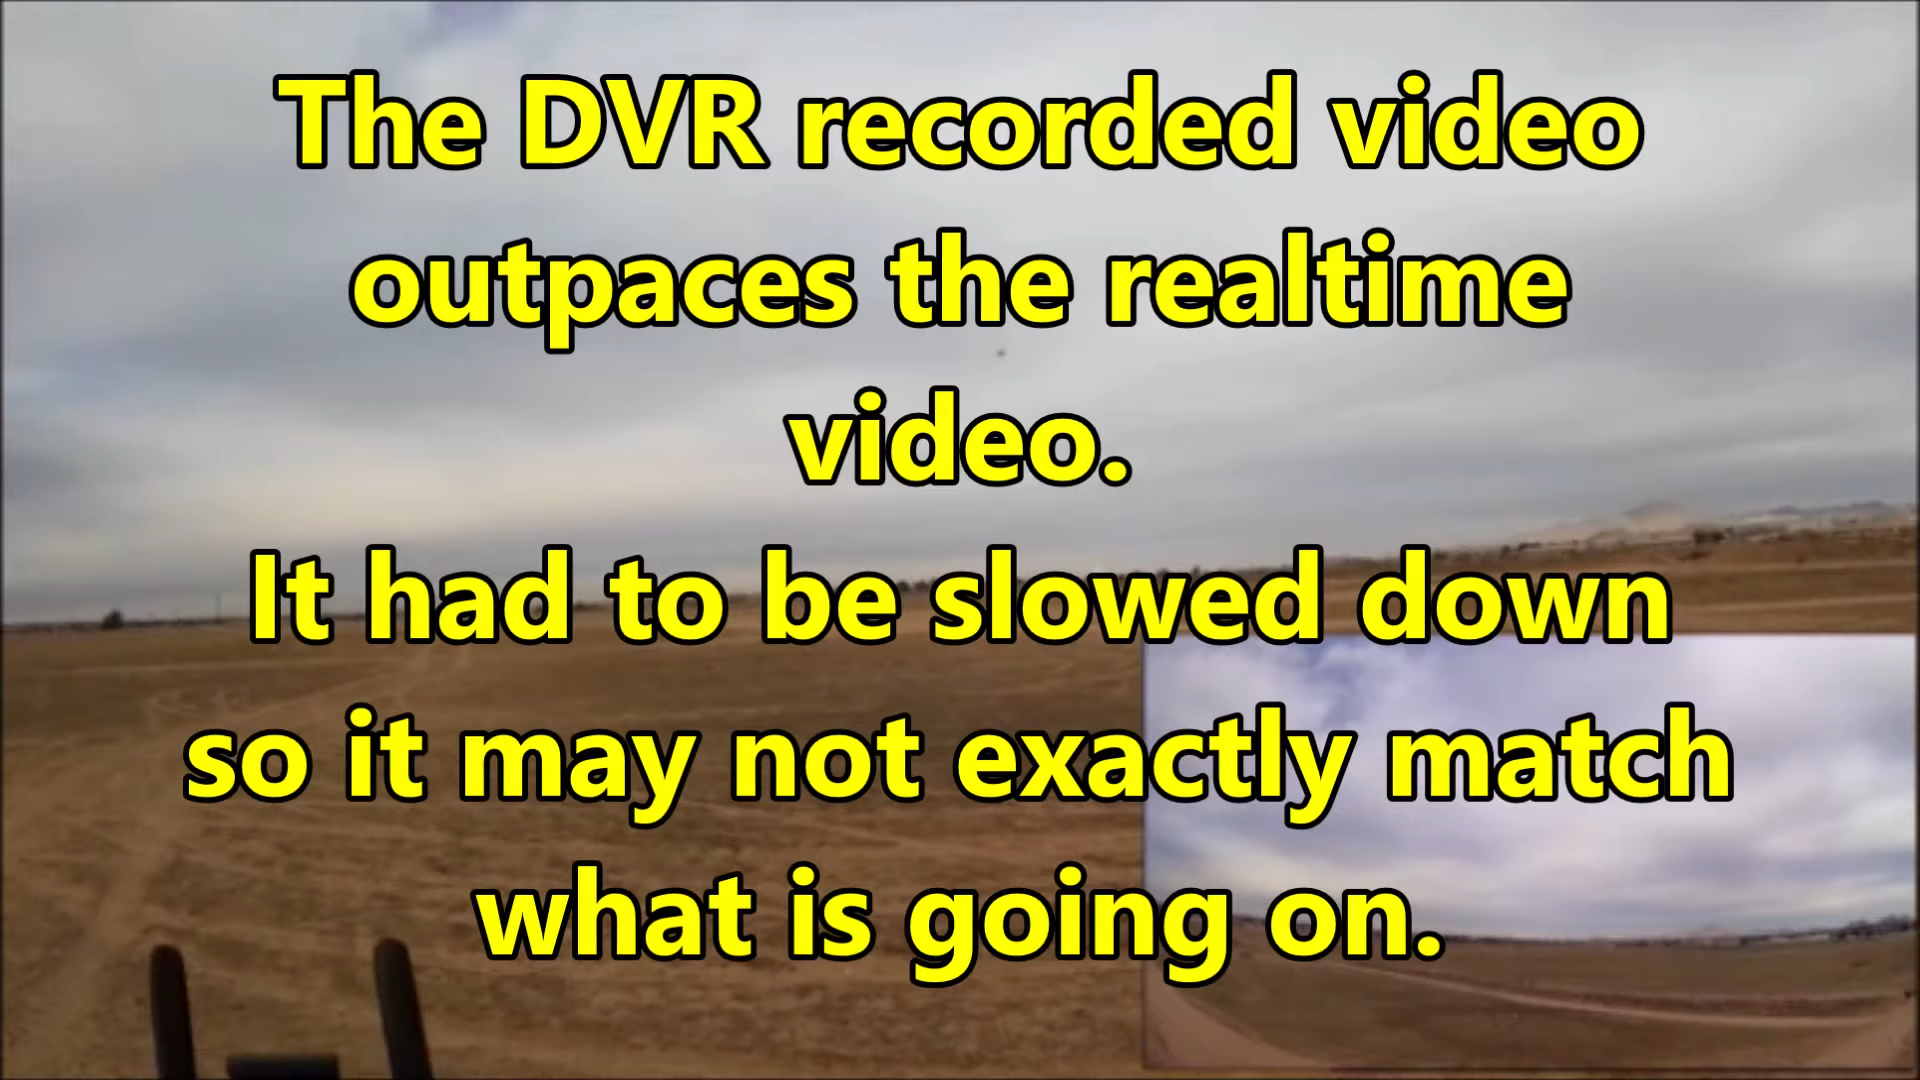 The DVR recorded video
outpaces the realtime
video.
It had to be slowed down
so it may not exactly match
what is going on.